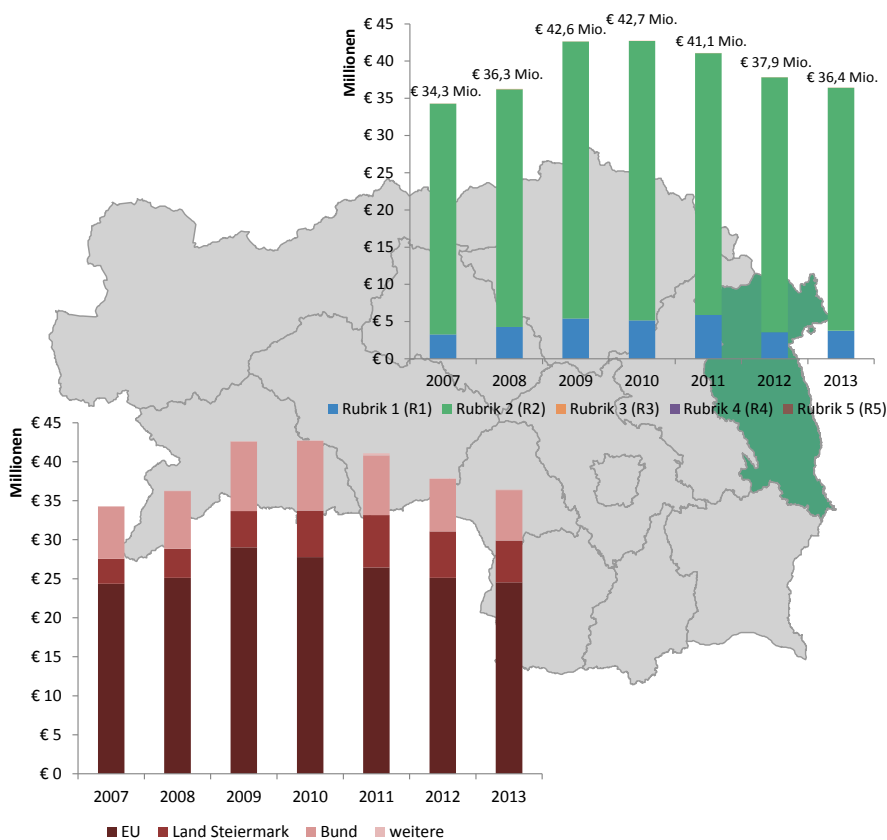 Millionen
€ 45
€ 40
€ 35
€ 30
€ 25
€ 20
€ 15
€ 10
€ 5
€ 0
€ 34,3 Mio.
€ 36,3 Mio.
€ 42,6 Mio.
€ 42,7 Mio.
€ 41,1 Mio.
€ 37,9 Mio.
€ 36,4 Mio.
2007 2008 2009 2010 2011 2012 2013
Rubrik 1 (R1) Rubrik 2 (R2) Rubrik 3 (R3) Rubrik 4 (R4) Rubrik 5 (R5)
Millionen
€ 45
€ 40
€ 35
€ 30
€ 25
€ 20
€ 15
€ 10
€ 5
€ 0
2007 2008 2009 2010 2011 2012 2013
EU Land Steiermark Bund weitere